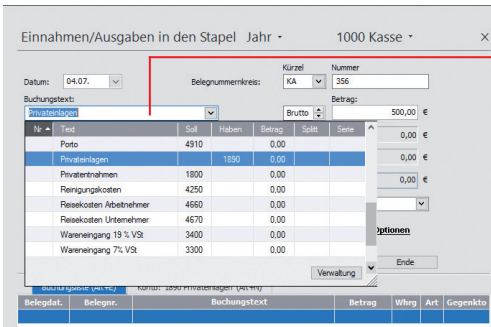 Einnahmen/Ausgaben in den Stapel Jahr 1000 Kasse X
Kürzel Nummer
Datum: 04.07. Belegnummernkreis: KA 356
Buchungstext: Betrag:
Privateinlagen Brutto 500,00 €
Nr Text Soll Haben Betrag Splitt Serie
0,00 €
Porto 4910 0,00
Privateinlagen 1890 0,00
0,00 €
Privatentnahmen 1800 0,00
0,00 €
Reinigungskosten 4250 0,00
Reisekosten Arbeitnehmer 4660 0,00
Reisekosten Unternehmer 4670 0,00
Optionen
Wareneingang 19 % VSt 3400 0,00
Wareneingang 7% VSt 3300 0,00
Ende
Verwaltung
Buchungsliste (Alt+E) Konto: 1890 Privateinlagen (Alt+N)
Belegdat. Belegnr. Buchungstext Betrag Whrg Art Gegenkto